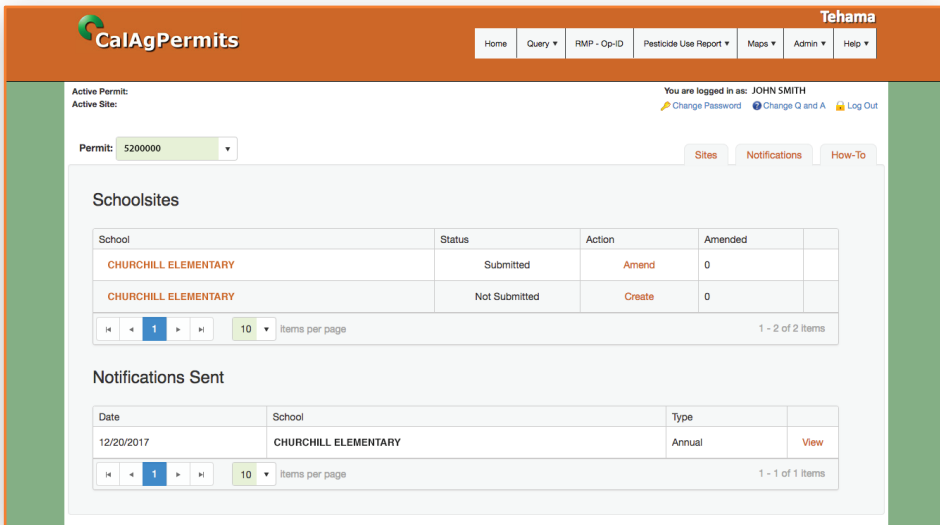 Tehama
CalAgPermits
Home Query ▼ RMP - Op-ID Pesticide Use Report ▼ Maps ▼ Admin ▼ Help ▼
Active Permit:
Active Site:
You are logged in as: JOHN SMITH
Change Password Change Q and A Log Out
Permit: 5200000
Sites Notifications How-To
Schoolsites
School Status Action Amended
CHURCHILL ELEMENTARY Submitted Amend 0
CHURCHILL ELEMENTARY Not Submitted Create 0
1 10 items per page 1 - 2 of 2 items
Notifications Sent
Date School Type
12/20/2017 CHURCHILL ELEMENTARY Annual View
1 10 items per page 1 - 1 of 1 items